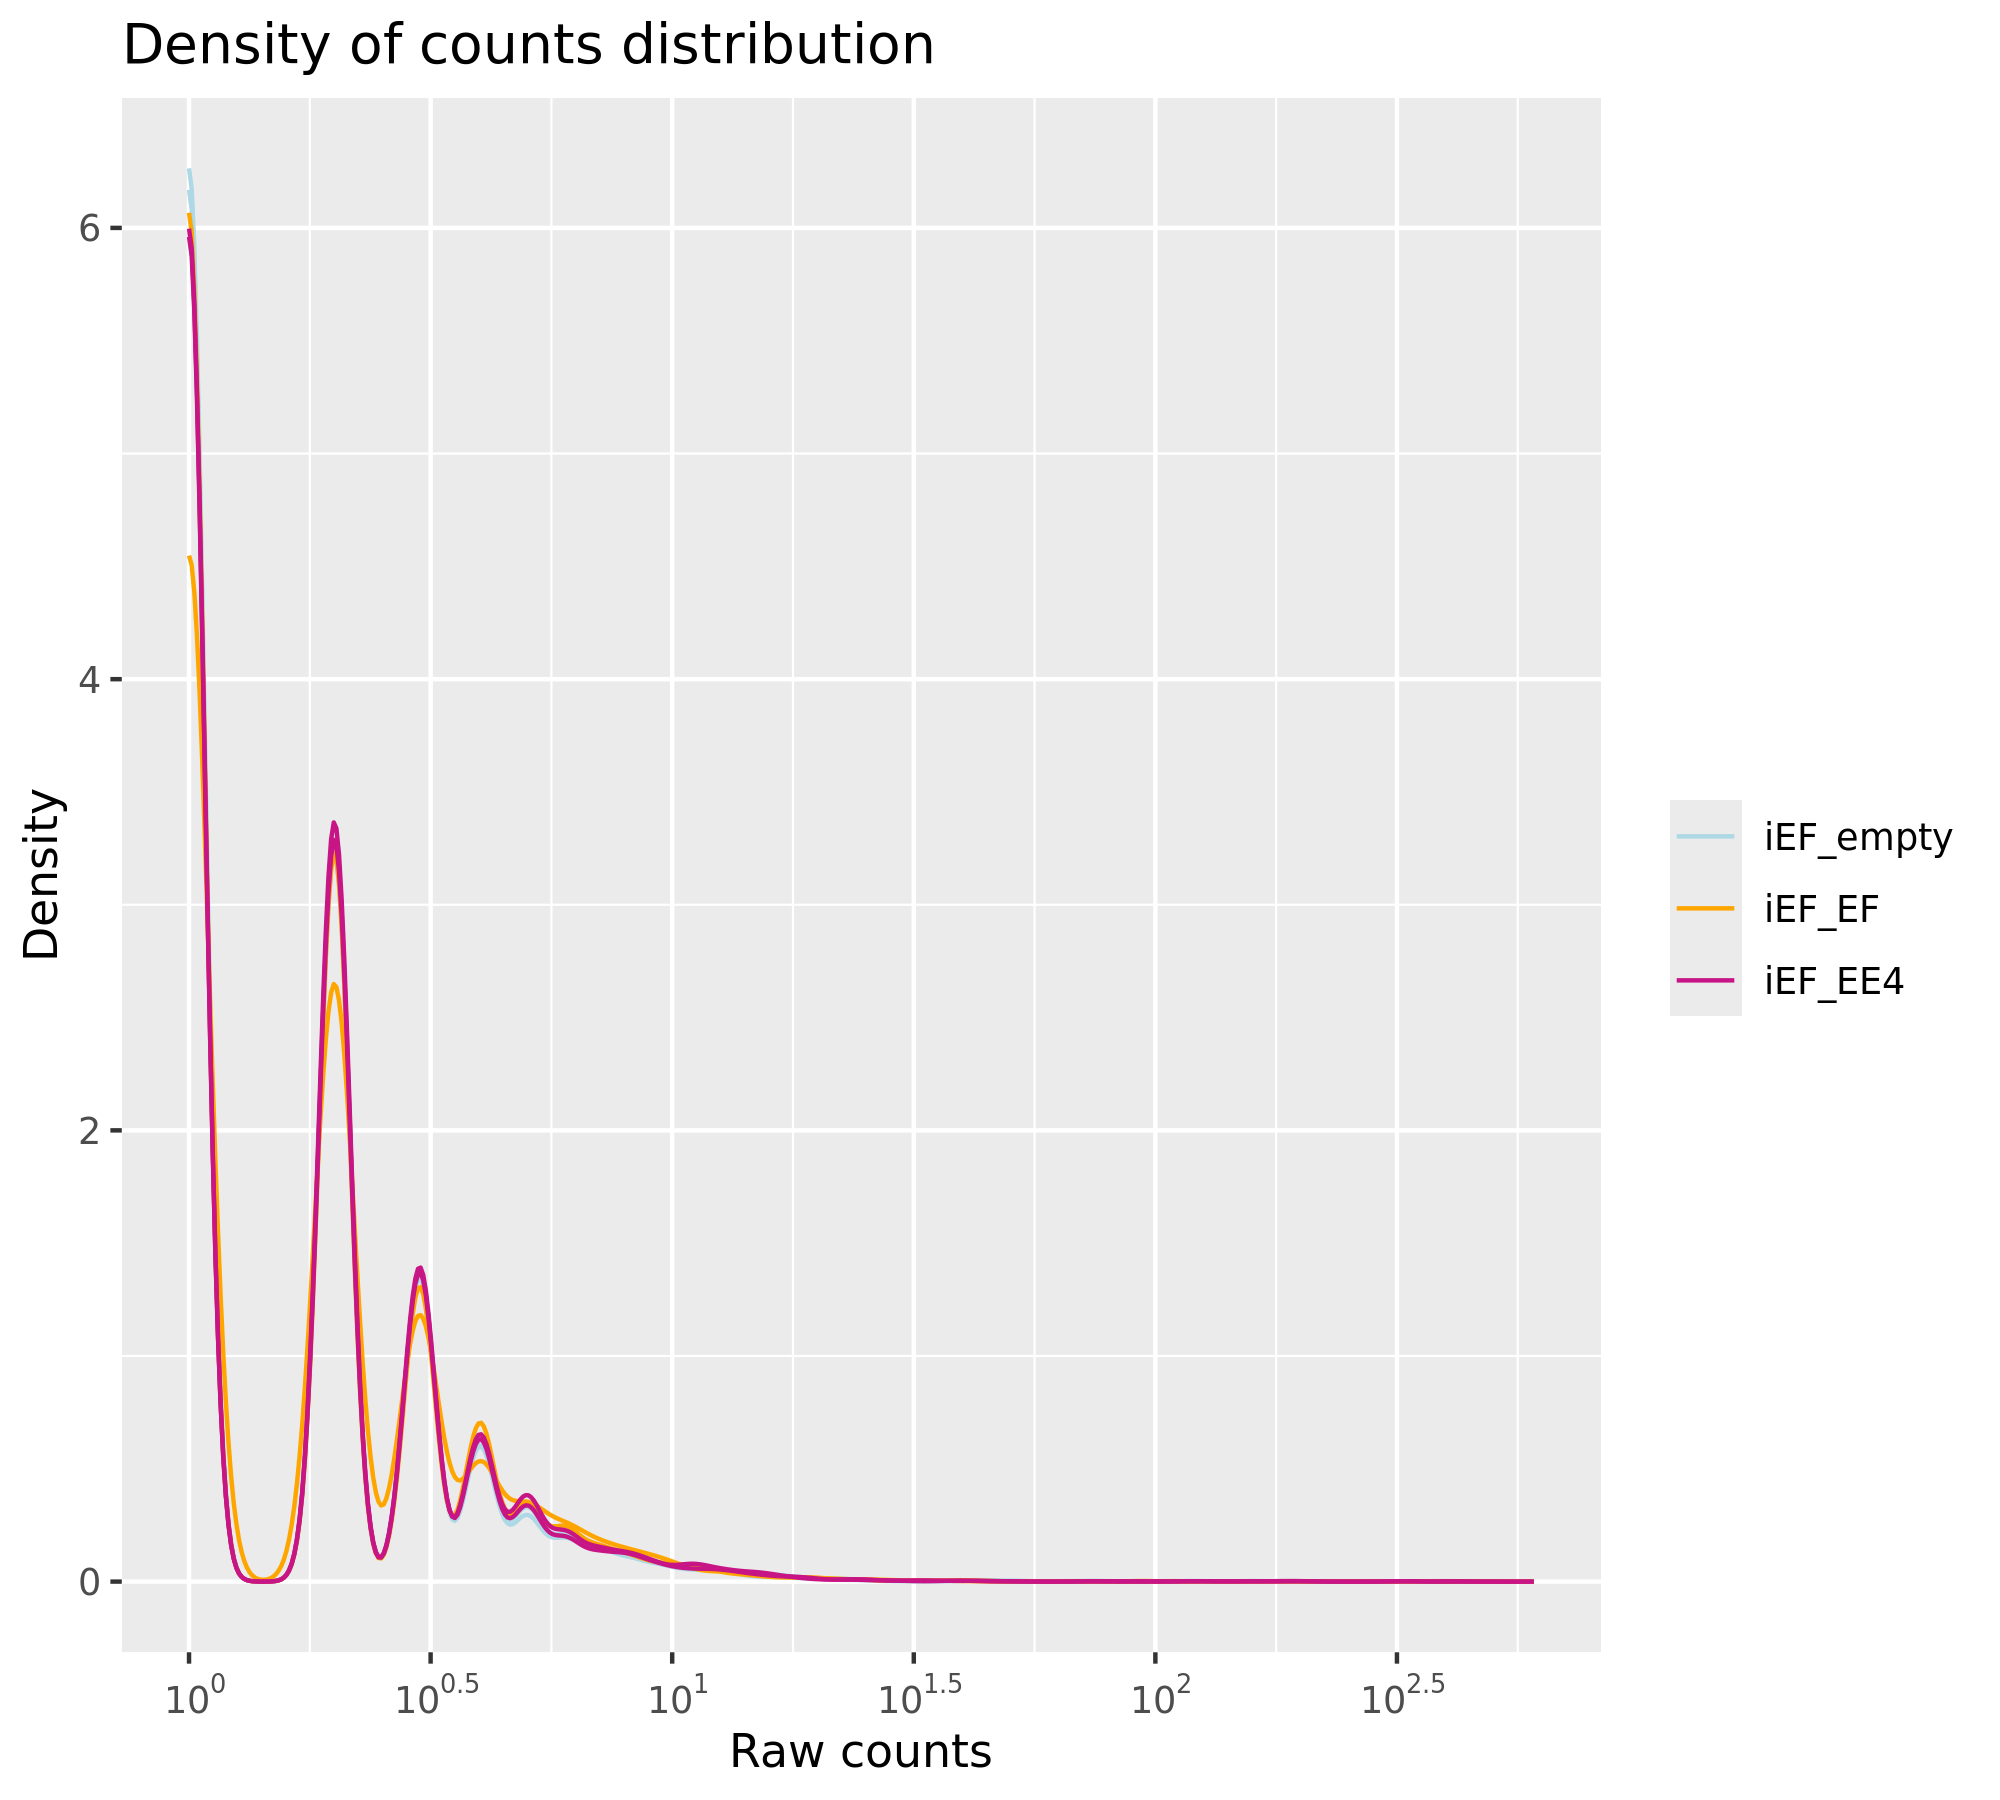 Density of counts distribution
6
4
2
0
Density
10^0 10^0.5 10^1 10^1.5 10^2 10^2.5
Raw counts
iEF_empty
iEF_EF
iEF_EE4